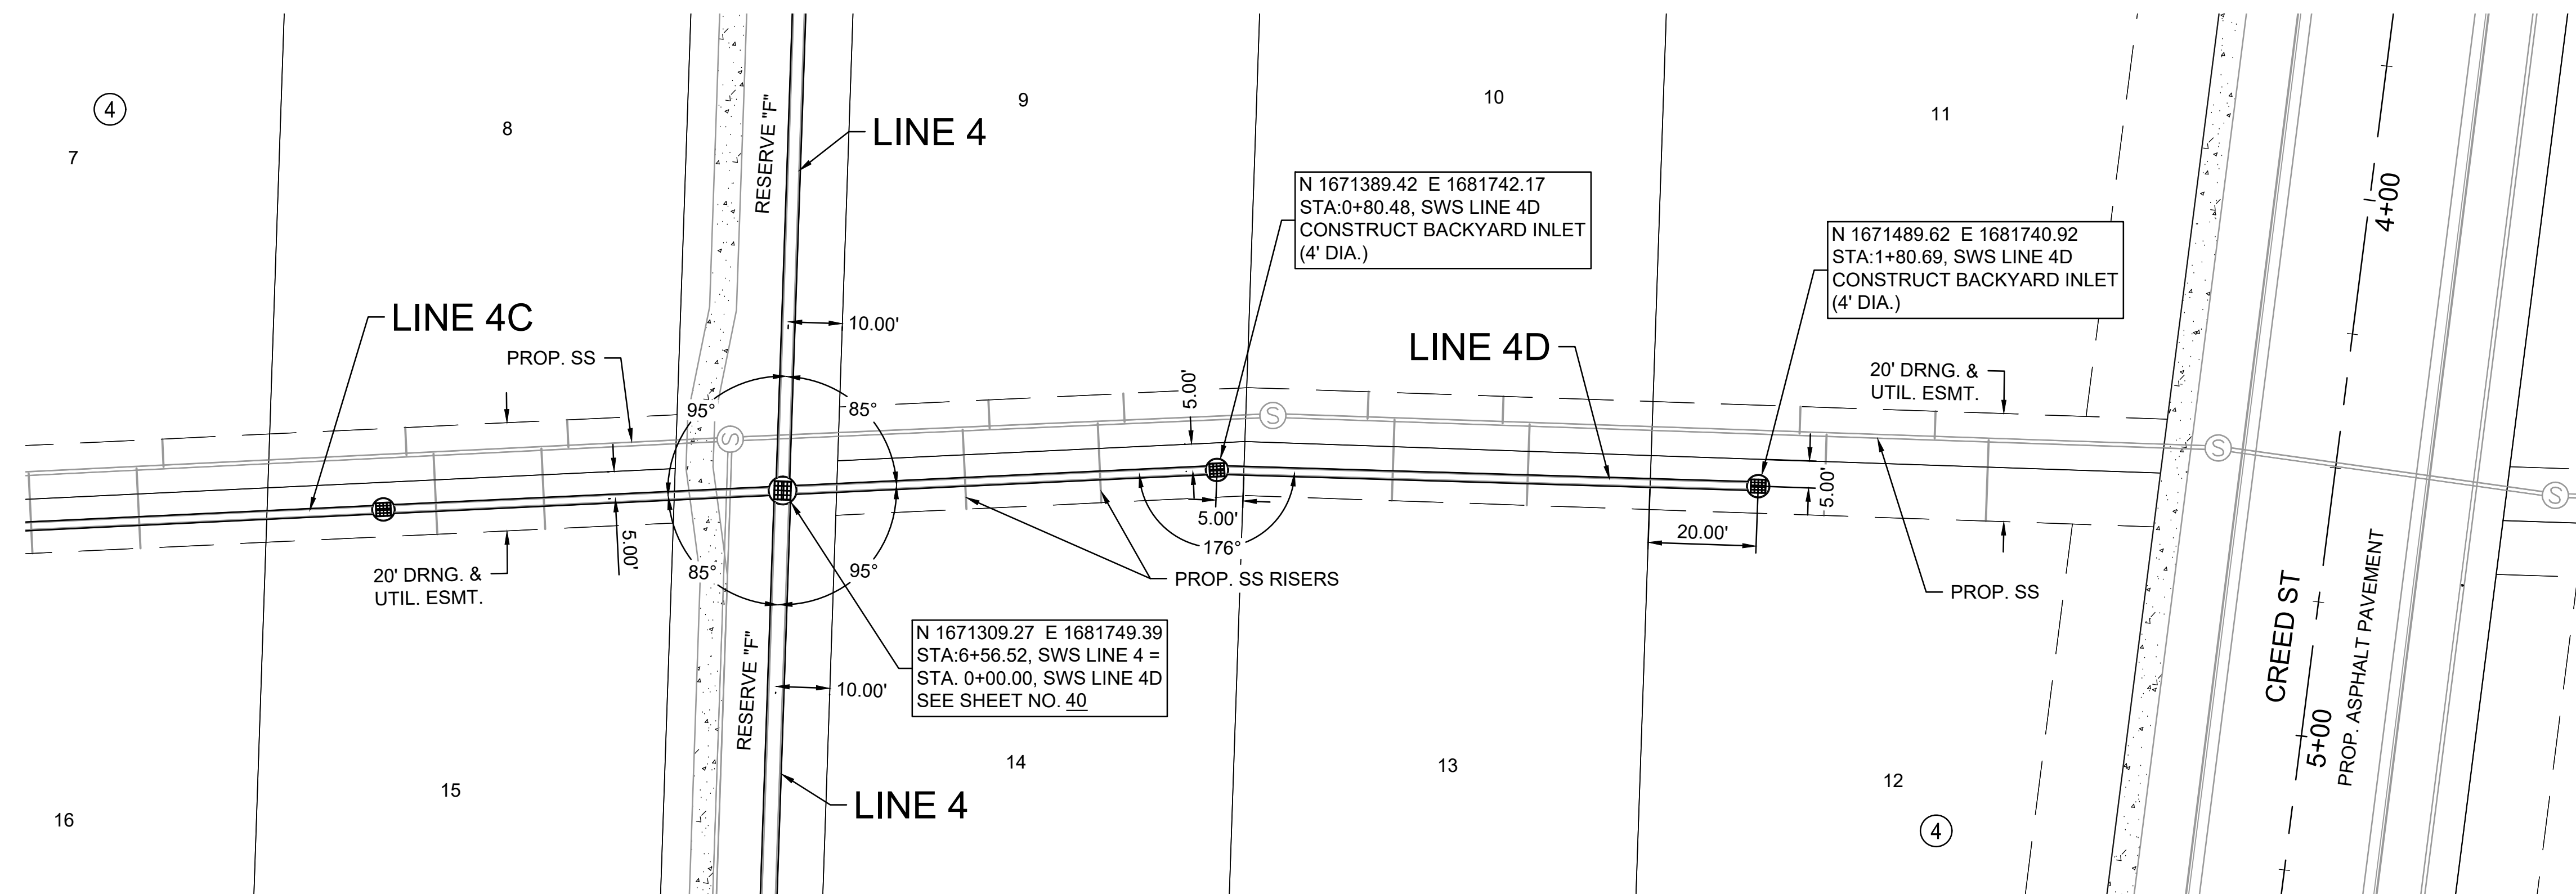 4
7
8
RESERVE "F"
LINE 4
9
10
11
N 1671389.42  E 1681742.17
STA:0+80.48, SWS LINE 4D
CONSTRUCT BACKYARD INLET
(4' DIA.)
N 1671489.62  E 1681740.92
STA:1+80.69, SWS LINE 4D
CONSTRUCT BACKYARD INLET
(4' DIA.)
4+00
LINE 4C
PROP. SS
10.00'
LINE 4D
20' DRNG. &
UTIL. ESMT.
95°
85°
5.00'
S
S
S
S
5.00'
5.00'
5.00'
176°
20.00'
85°
95°
20' DRNG. &
UTIL. ESMT.
PROP. SS RISERS
PROP. SS
N 1671309.27  E 1681749.39
STA:6+56.52, SWS LINE 4 =
STA. 0+00.00, SWS LINE 4D
SEE SHEET NO. 40
RESERVE "F"
10.00'
CREED ST
PROP. ASPHALT PAVEMENT
5+00
16
15
LINE 4
14
13
12
4